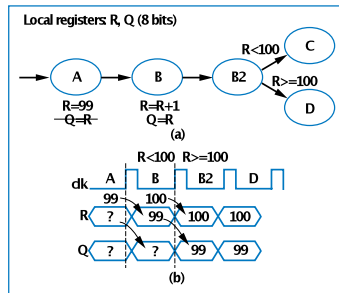 Local registers: R, Q (8 bits)
R<100
C
A
B
B2
R>=100
D
R=99
R=R+1
Q=R
Q=R
(a)
R<100
R>=100
A
B
B2
D
clk
99
100
R
?
99
100
100
Q
?
?
99
99
(b)